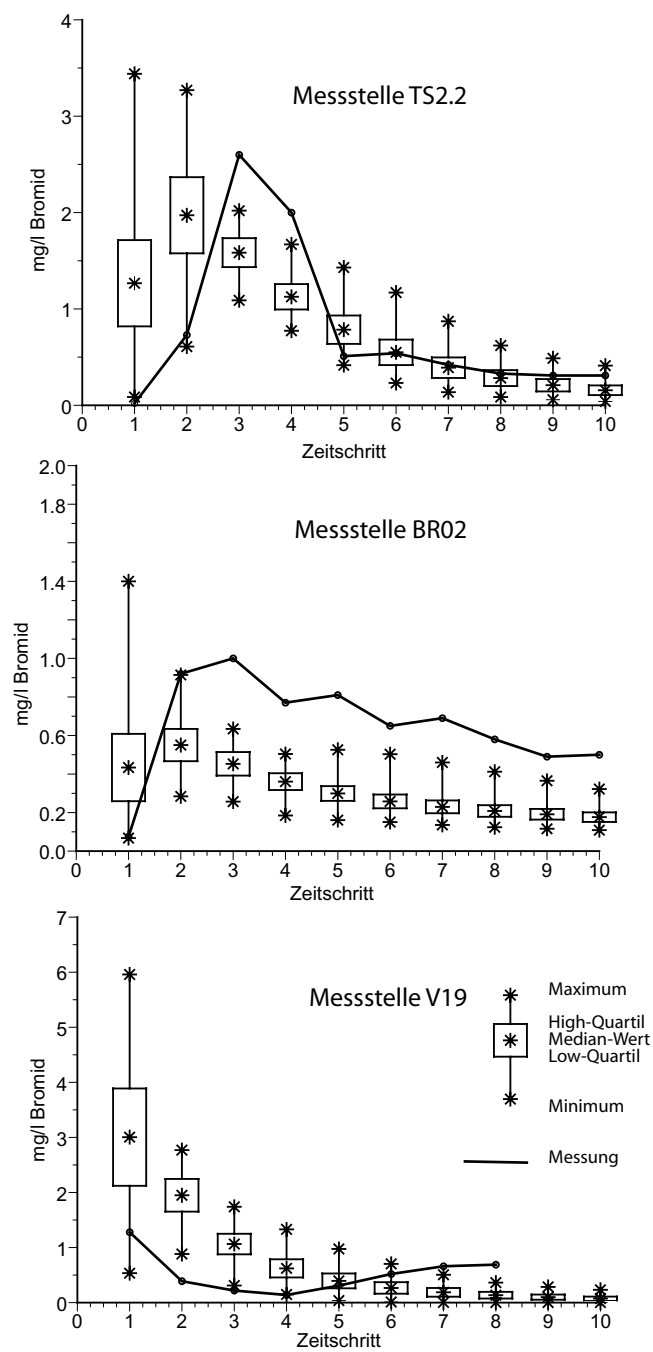 4
3
2
1
0
mg/l Bromid
Messstelle TS2.2
0 1 2 3 4 5 6 7 8 9 10
Zeitschritt
2.0
1.8
1.4
1.0
0.6
0.2
0.0
mg/l Bromid
Messstelle BR02
0 1 2 3 4 5 6 7 8 9 10
Zeitschritt
7
6
5
4
3
2
1
0
mg/l Bromid
Messstelle V19
Maximum
High-Quartil
Median-Wert
Low-Quartil
Minimum
Messung
0 1 2 3 4 5 6 7 8 9 10
Zeitschritt